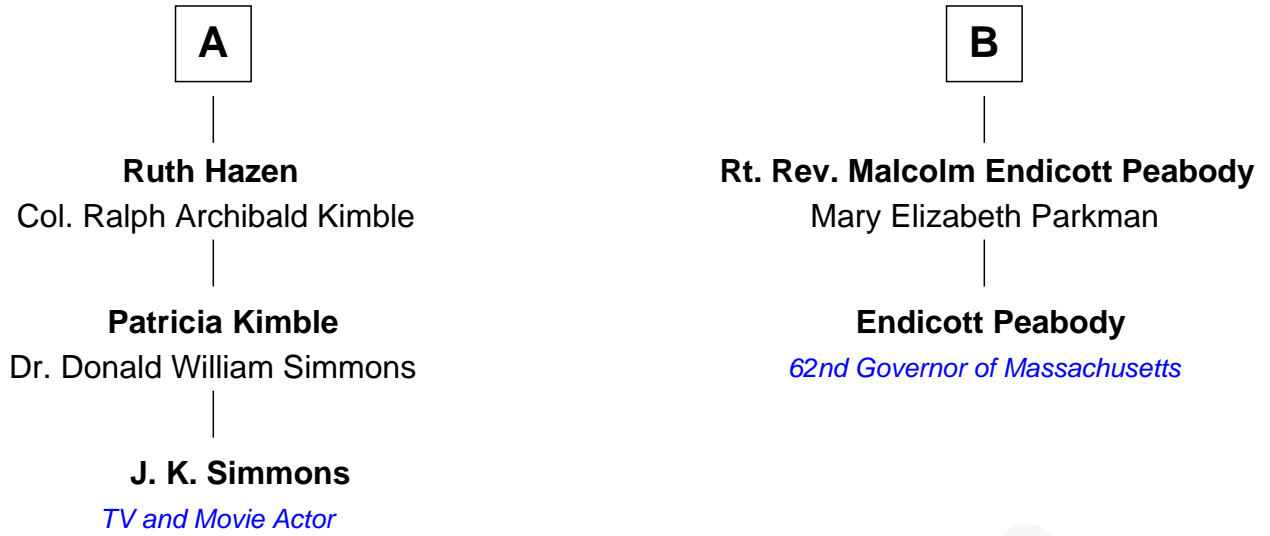 A
Ruth Hazen
Col. Ralph Archibald Kimble
Patricia Kimble
Dr. Donald William Simmons
J. K. Simmons
TV and Movie Actor
B
Rt. Rev. Malcolm Endicott Peabody
Mary Elizabeth Parkman
Endicott Peabody
62nd Governor of Massachusetts